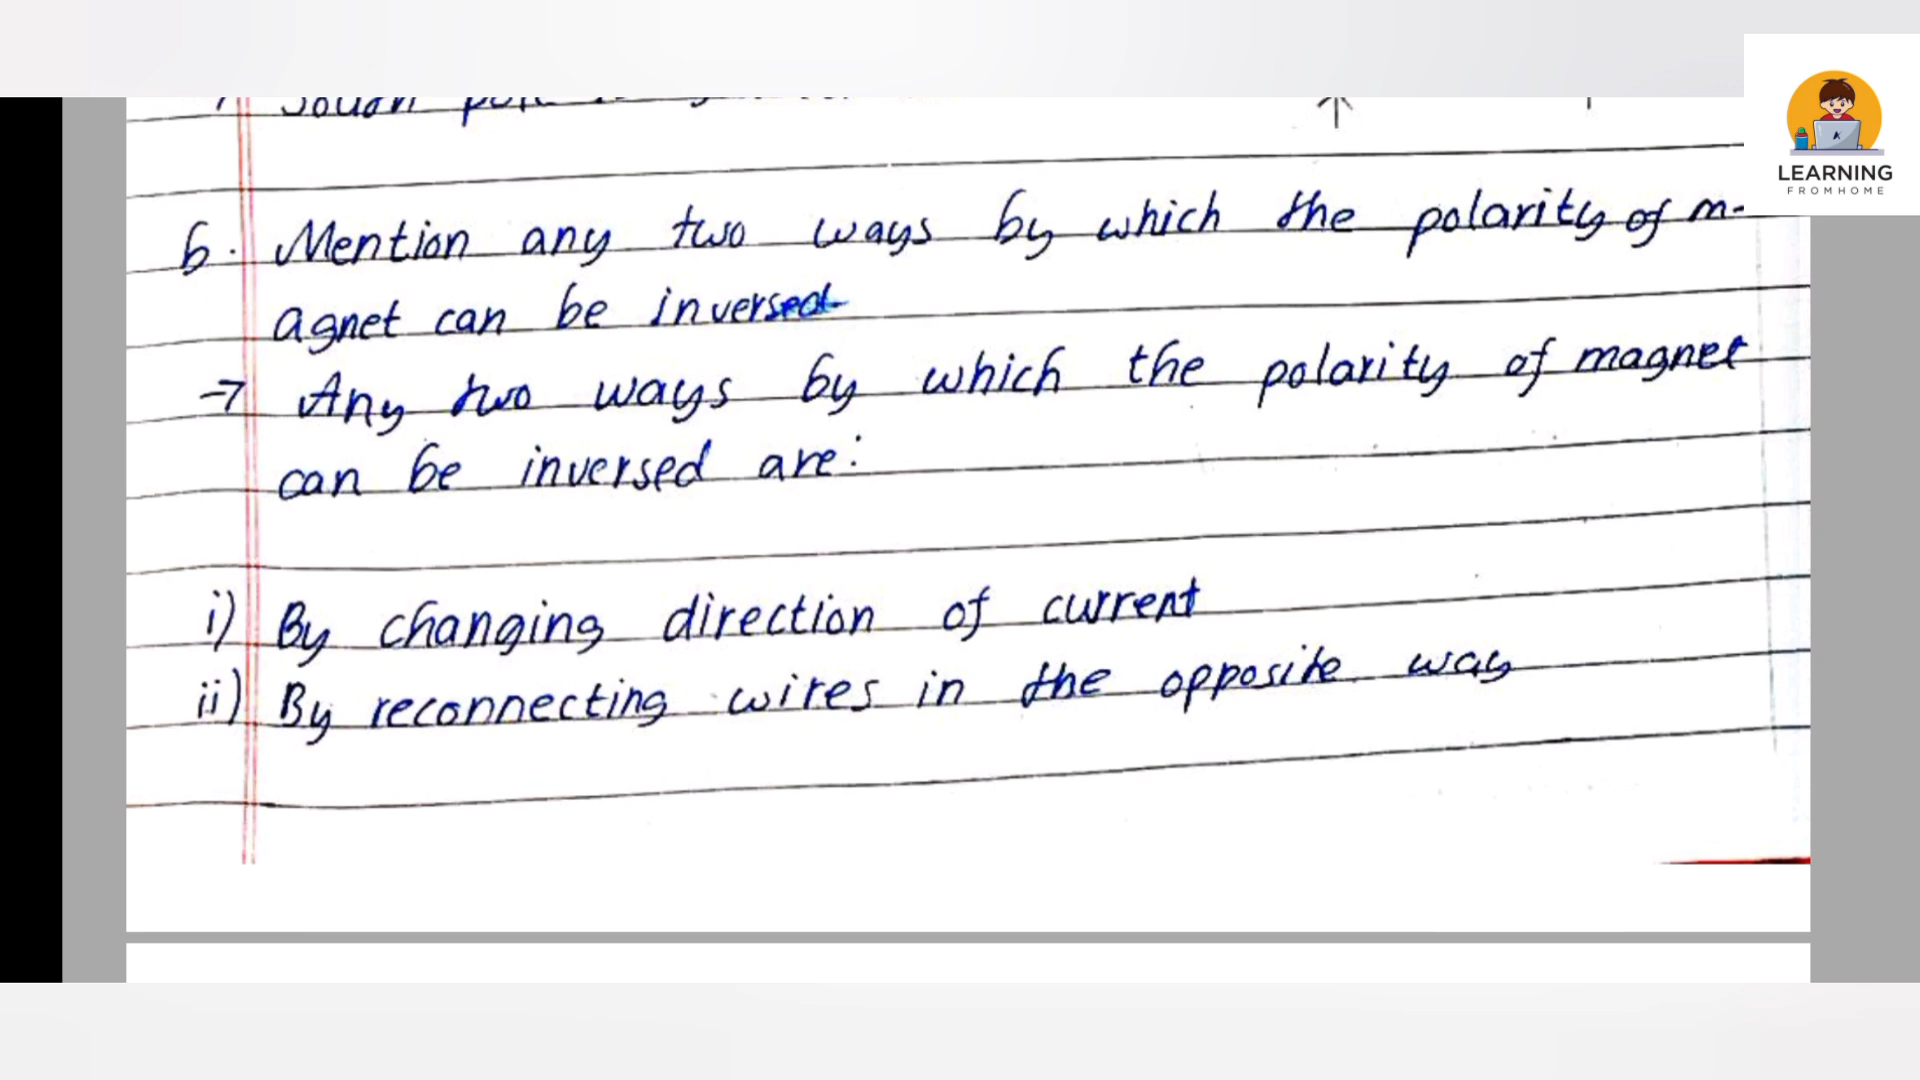 LEARNING
FROMHOME
6. Mention any two ways by which the polarity of m-
agnet can be inversed
→ Any two ways by which the polarity of magnet
can be inversed are:
i) By changing direction of current
ii) By reconnecting wires in the opposite way